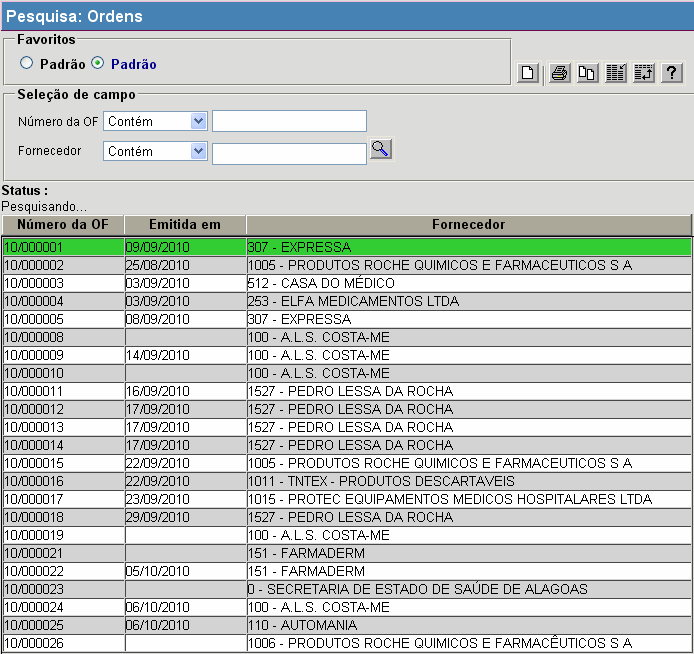 Pesquisa: Ordens
Favoritos
Padrão Padrão
Seleção de campo
Número da OF Contém
Fornecedor Contém
Status :
Pesquisando...
Número da OF Emitida em Fornecedor
10/000001 09/09/2010 307 - EXPRESSA
10/000002 25/08/2010 1005 - PRODUTOS ROCHE QUIMICOS E FARMACEUTICOS S A
10/000003 03/09/2010 512 - CASA DO MÉDICO
10/000004 03/09/2010 253 - ELFA MEDICAMENTOS LTDA
10/000005 08/09/2010 307 - EXPRESSA
10/000008 100 - A.L.S. COSTA-ME
10/000009 14/09/2010 100 - A.L.S. COSTA-ME
10/000010 100 - A.L.S. COSTA-ME
10/000011 16/09/2010 1527 - PEDRO LESSA DA ROCHA
10/000012 17/09/2010 1527 - PEDRO LESSA DA ROCHA
10/000013 17/09/2010 1527 - PEDRO LESSA DA ROCHA
10/000014 17/09/2010 1527 - PEDRO LESSA DA ROCHA
10/000015 22/09/2010 1005 - PRODUTOS ROCHE QUIMICOS E FARMACEUTICOS S A
10/000016 22/09/2010 1011 - TNTEX - PRODUTOS DESCARTAVEIS
10/000017 23/09/2010 1015 - PROTEC EQUIPAMENTOS MEDICOS HOSPITALARES LTDA
10/000018 29/09/2010 1527 - PEDRO LESSA DA ROCHA
10/000019 100 - A.L.S. COSTA-ME
10/000021 151 - FARMADERM
10/000022 05/10/2010 151 - FARMADERM
10/000023 0 - SECRETARIA DE ESTADO DE SAÚDE DE ALAGOAS
10/000024 06/10/2010 100 - A.L.S. COSTA-ME
10/000025 06/10/2010 110 - AUTOMANIA
10/000026 1006 - PRODUTOS ROCHE QUIMICOS E FARMACÊUTICOS S A